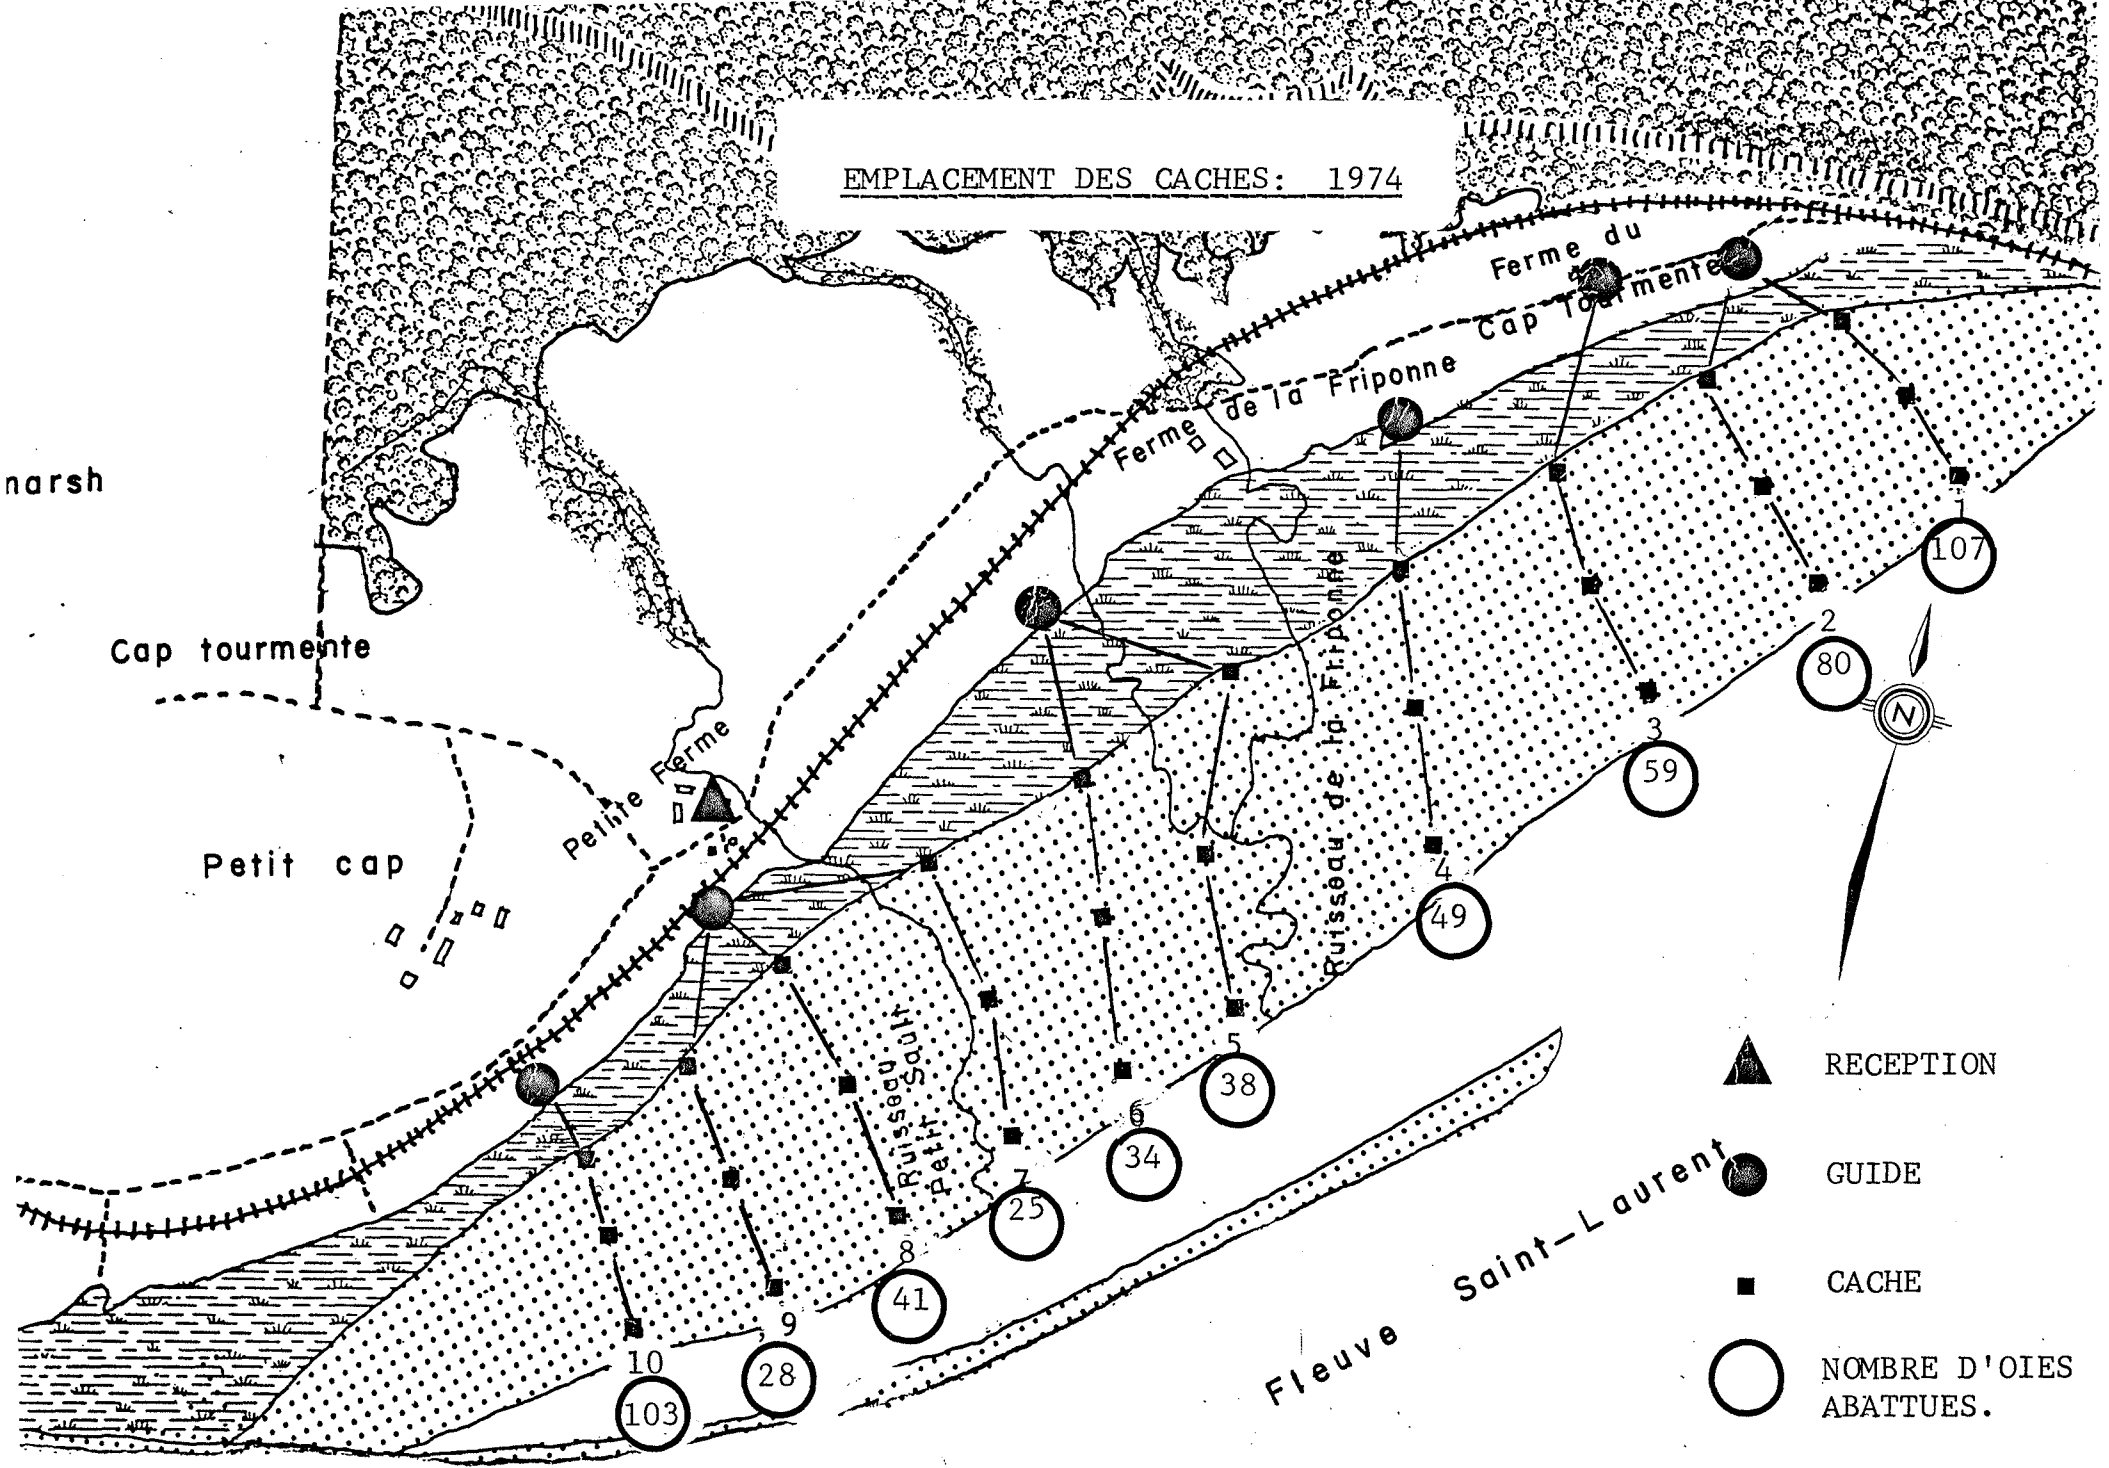 EMPLACEMENT DES CACHES: 1974
Ferme du
Cap Tourmente
Ferme de la Friponne
narsh
107
1
Cap tourmente
2
80
N
Ruisseau de la Friponne
3
59
Petite Ferme
Petit cap
4
49
Ruisseau
Petit Sault
5
38
6
34
7
25
8
41
9
28
10
103
Fleuve Saint-Laurent
RECEPTION
GUIDE
CACHE
NOMBRE D'OIES
ABATTUES.